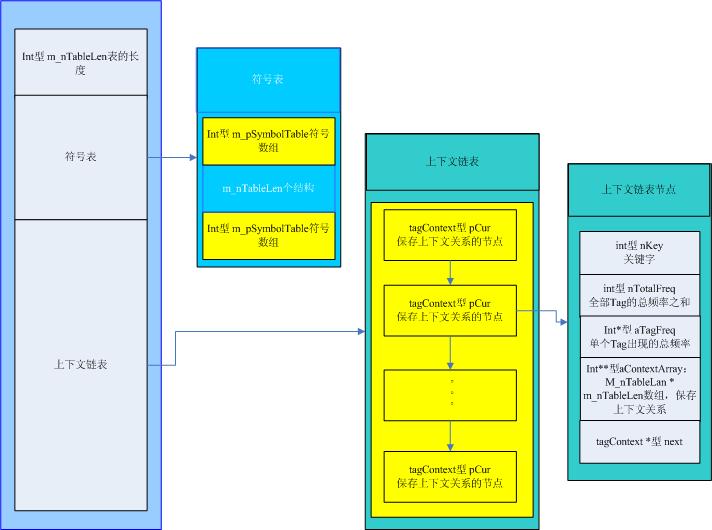 Int型 m_nTableLen表的长
度
符号表
上下文链表
符号表
Int型 m_pSymbolTable符号
数组
m_nTableLen个结构
Int型 m_pSymbolTable符号
数组
上下文链表
tagContext型 pCur
保存上下文关系的节点
tagContext型 pCur
保存上下文关系的节点
。
。
。
tagContext型 pCur
保存上下文关系的节点
上下文链表节点
int型 nKey
关键字
int型 nTotalFreq
全部Tag的总频率之和
Int*型 aTagFreq
单个Tag出现的总频率
Int**型aContextArray：
M_nTableLan *
m_nTableLen数组，保存
上下文关系
tagContext *型 next